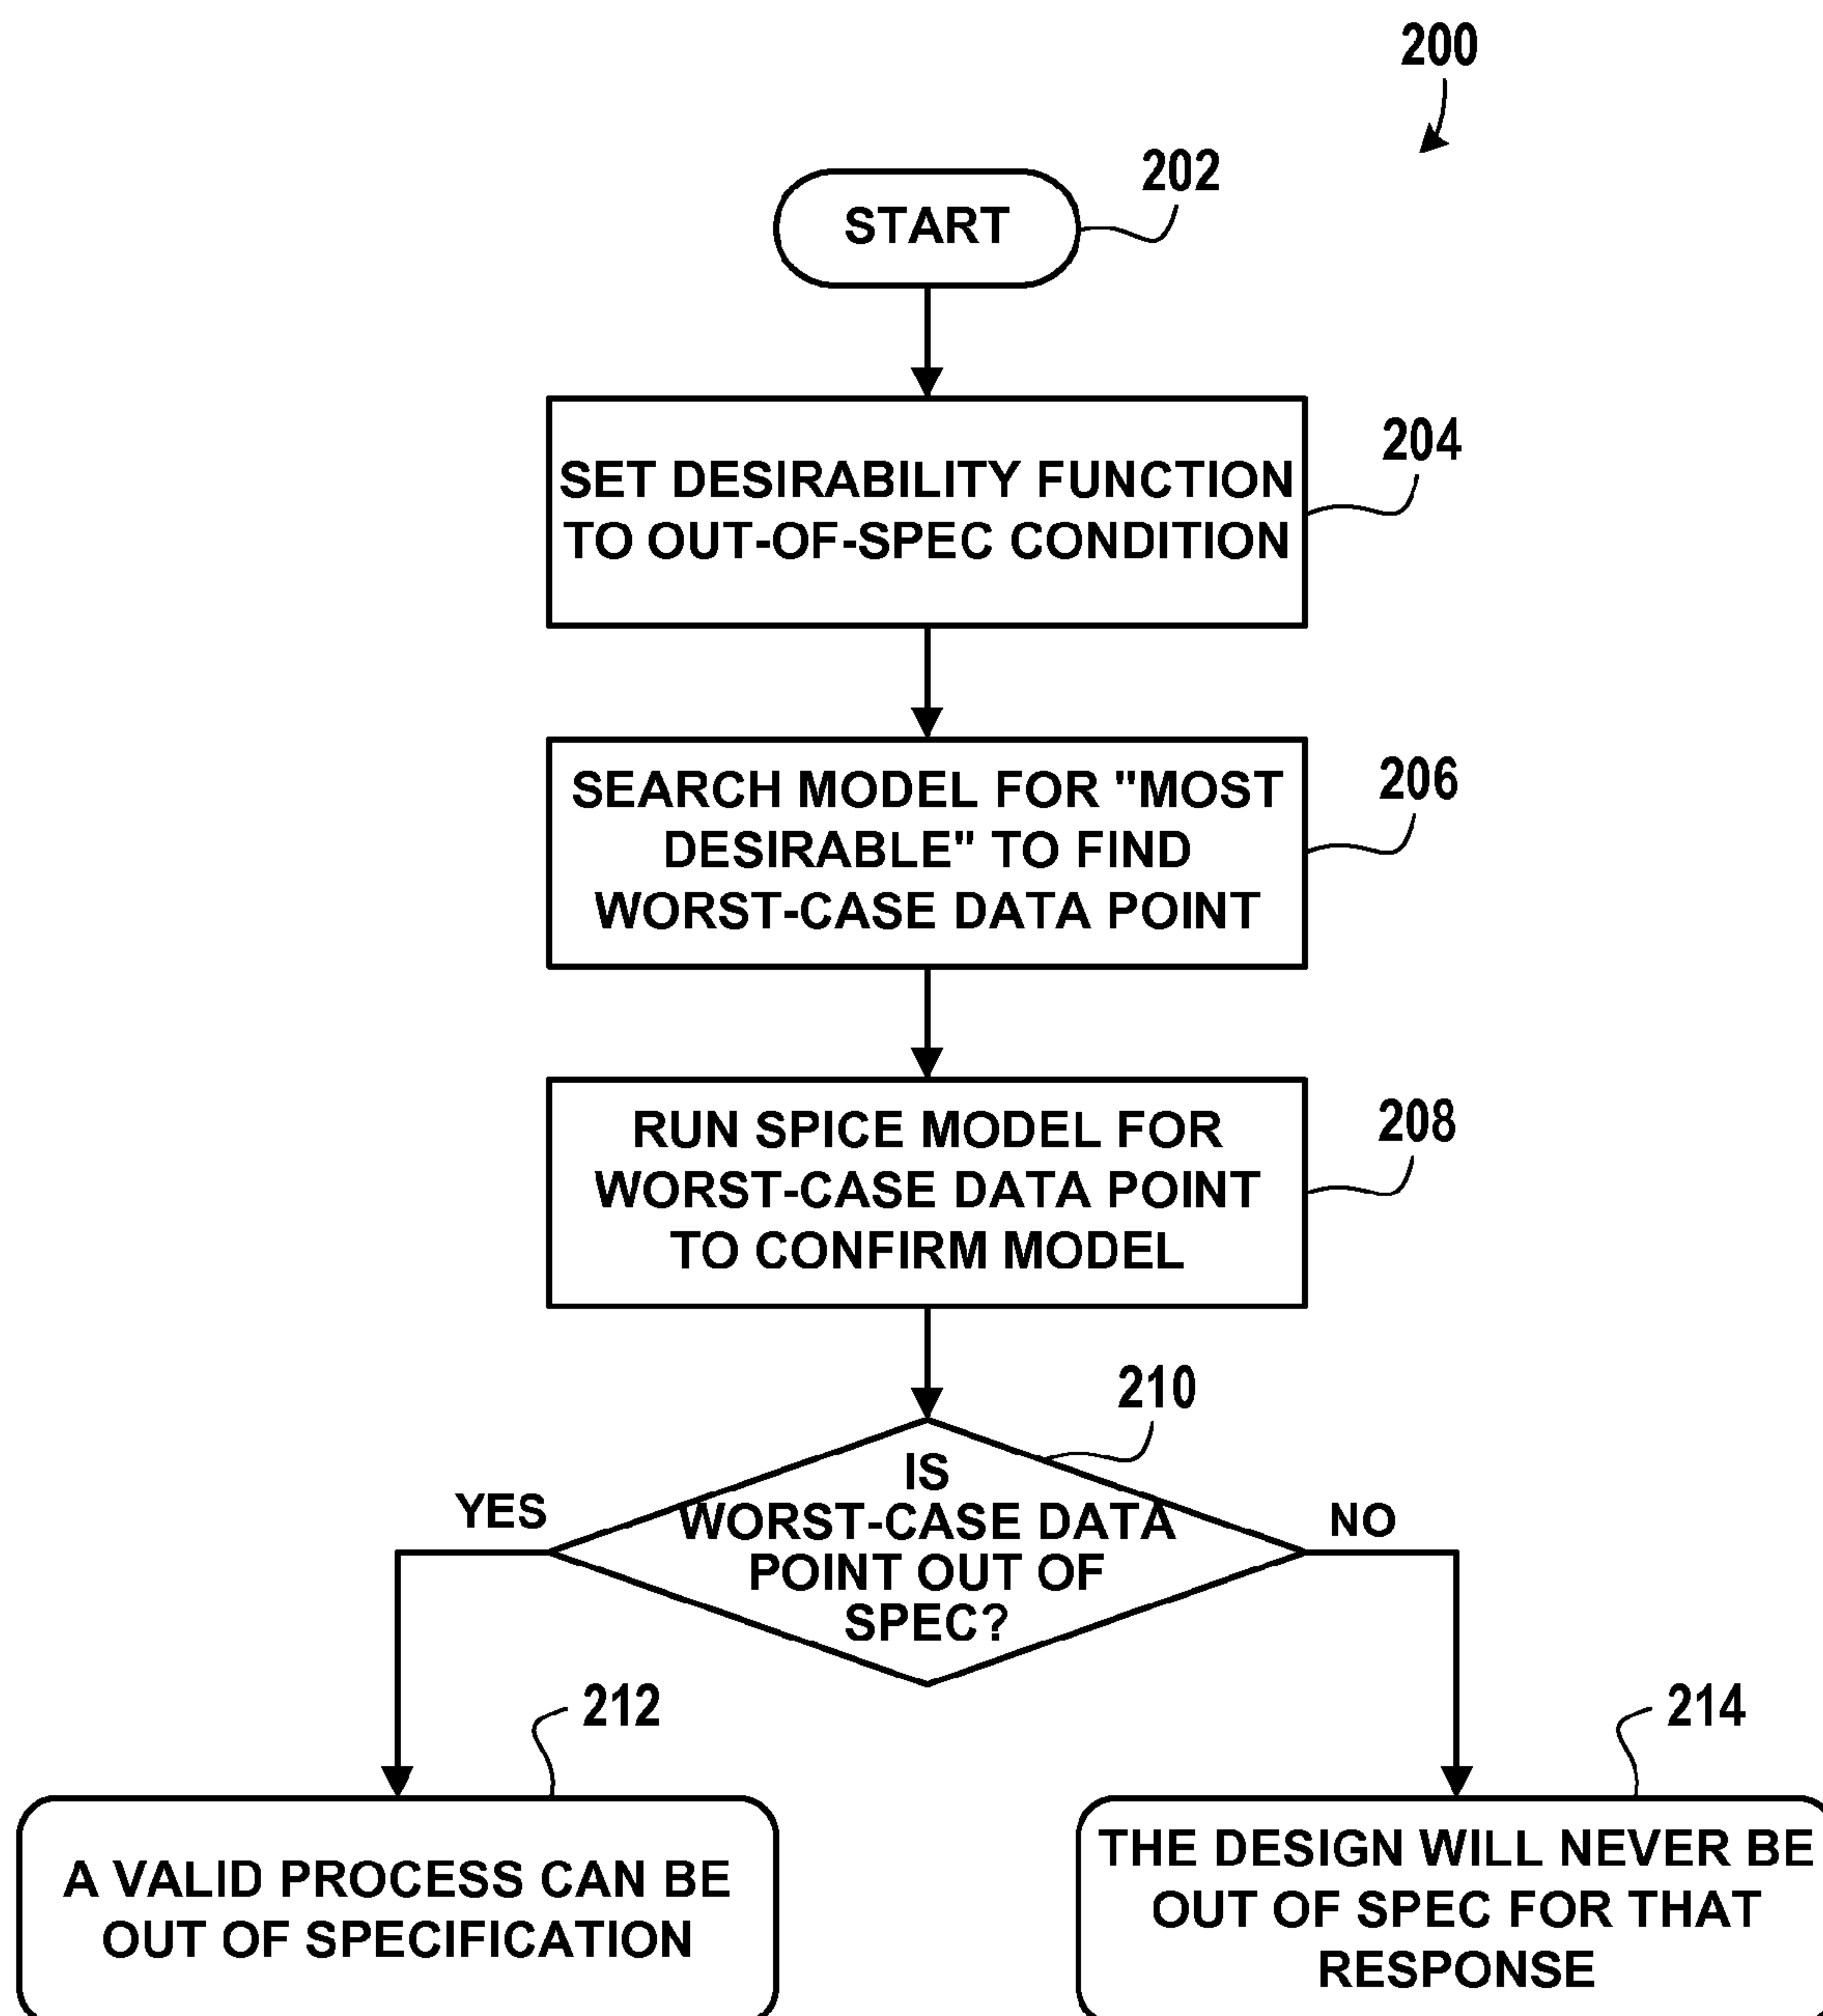 200
202
START
204
SET DESIRABILITY FUNCTION
TO OUT-OF-SPEC CONDITION
206
SEARCH MODEL FOR "MOST
DESIRABLE" TO FIND
WORST-CASE DATA POINT
208
RUN SPICE MODEL FOR
WORST-CASE DATA POINT
TO CONFIRM MODEL
210
IS
WORST-CASE DATA
POINT OUT OF
SPEC?
YES
NO
212
A VALID PROCESS CAN BE
OUT OF SPECIFICATION
214
THE DESIGN WILL NEVER BE
OUT OF SPEC FOR THAT
RESPONSE